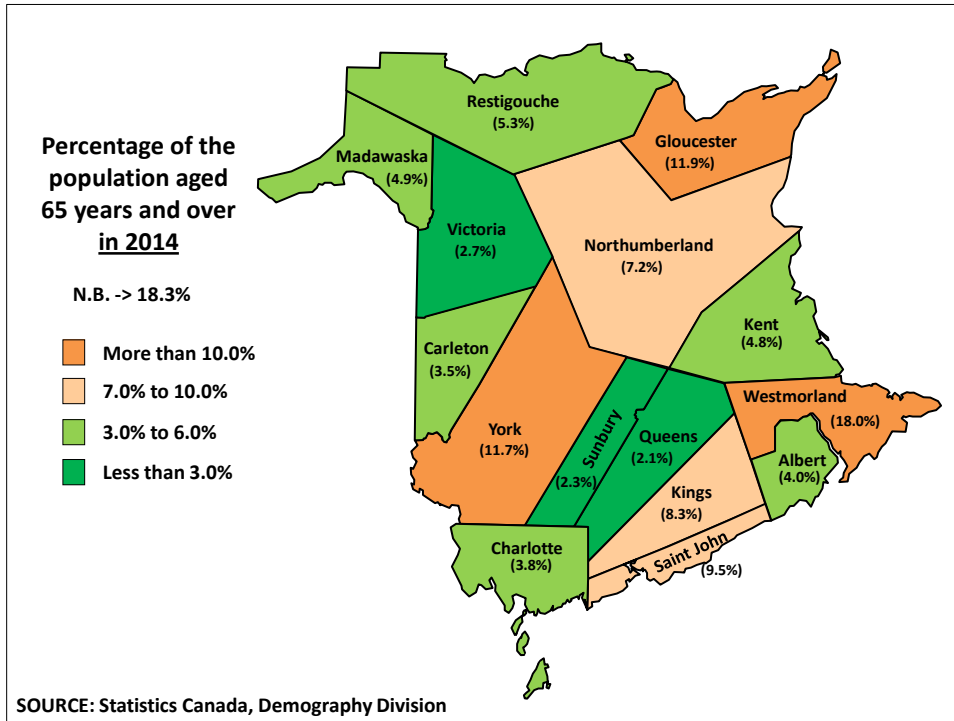 Percentage of the
population aged
65 years and over
in 2014
N.B. -> 18.3%
More than 10.0%
7.0% to 10.0%
3.0% to 6.0%
Less than 3.0%
Restigouche
(5.3%)
Gloucester
(11.9%)
Madawaska
(4.9%)
Victoria
(2.7%)
Northumberland
(7.2%)
Kent
(4.8%)
Carleton
(3.5%)
Westmorland
(18.0%)
York
(11.7%)
Sunbury
(2.3%)
Queens
(2.1%)
Albert
(4.0%)
Kings
(8.3%)
Saint John
(9.5%)
Charlotte
(3.8%)
SOURCE: Statistics Canada, Demography Division